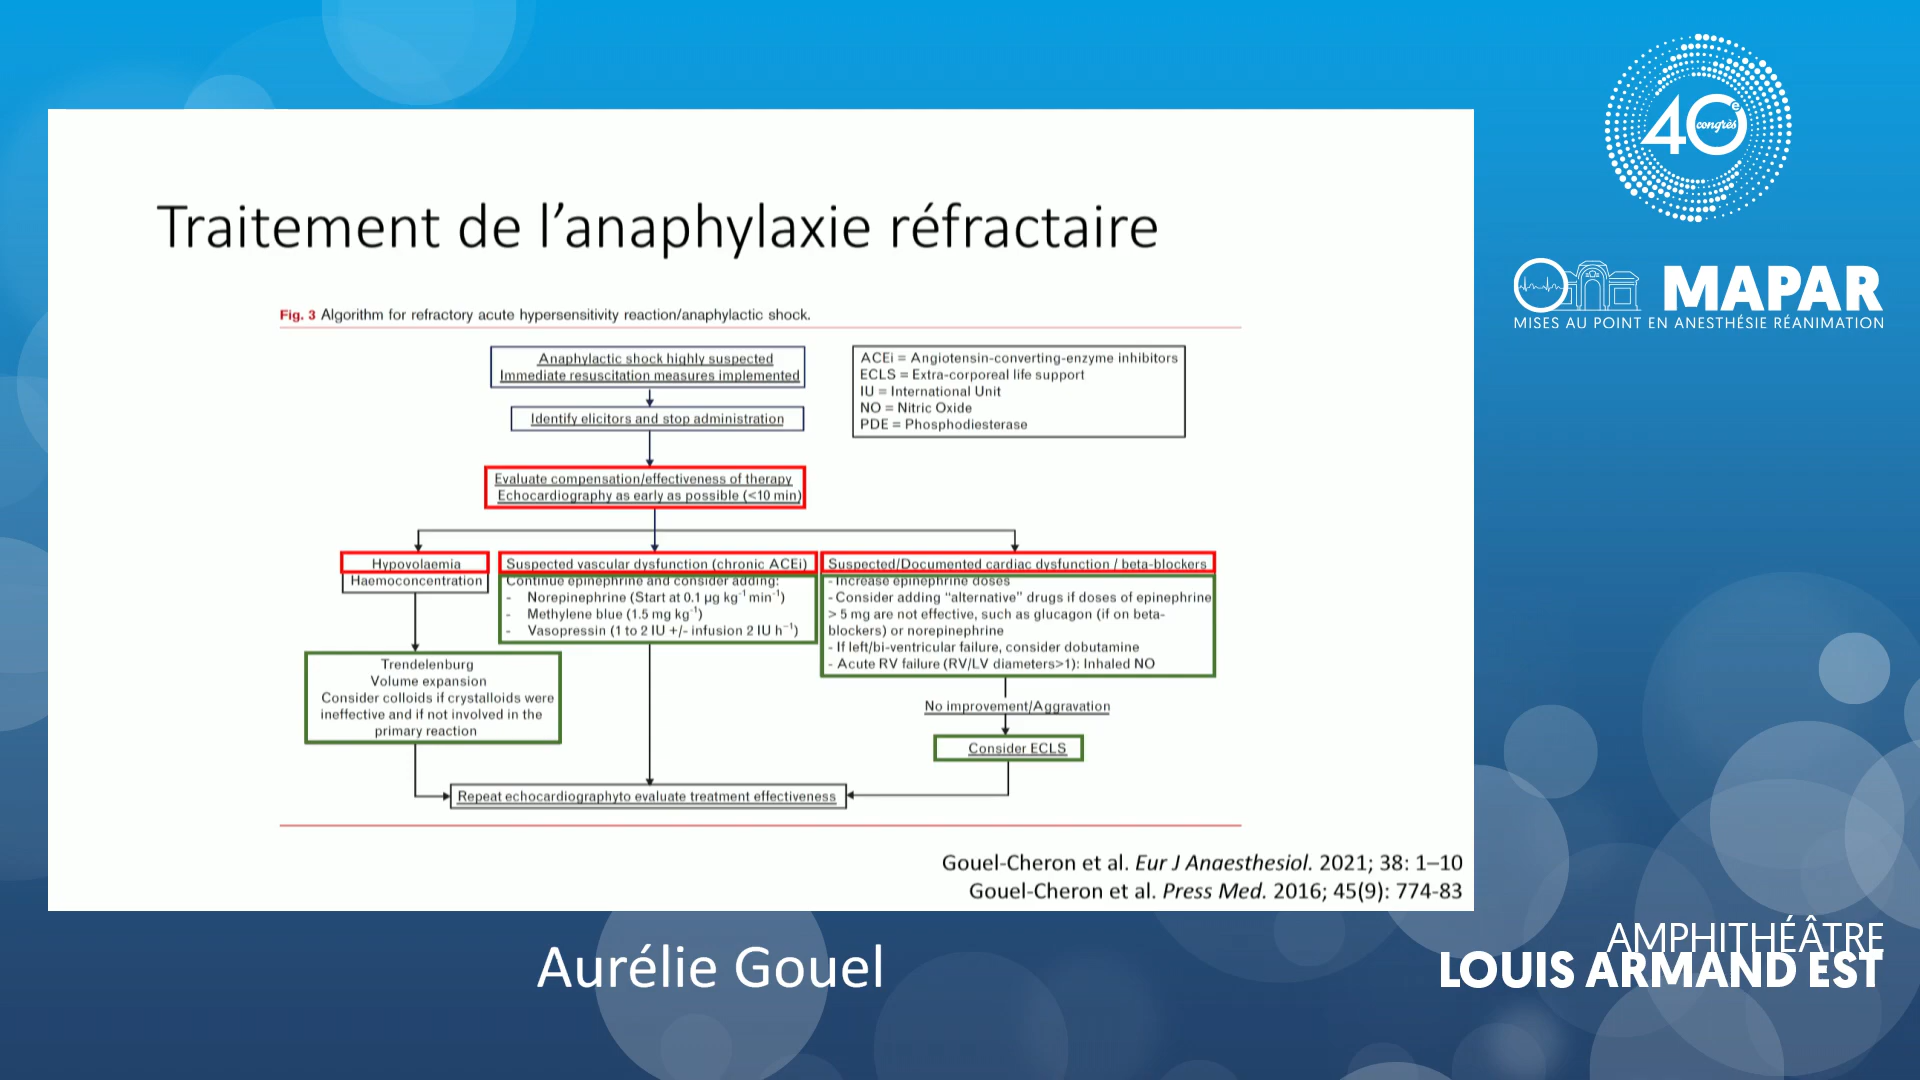 Traitement de l’anaphylaxie réfractaire
Fig. 3 Algorithm for refractory acute hypersensitivity reaction/anaphylactic shock.
Anaphylactic shock highly suspected
Immediate resuscitation measures implemented
Identify elicitors and stop administration
Evaluate compensation/effectiveness of therapy
Echocardiography as early as possible (<10 min)
ACEi = Angiotensin-converting-enzyme inhibitors
ECLS = Extra-corporeal life support
IU = International Unit
NO = Nitric Oxide
PDE = Phosphodiesterase
Hypovolaemia
Haemoconcentration
Trendelenburg
Volume expansion
Consider colloids if crystalloids were
ineffective and if not involved in the
primary reaction
Suspected vascular dysfunction (chronic ACEi)
Continue epinephrine and consider adding:
- Norepinephrine (Start at 0.1 µg kg⁻¹ min⁻¹)
- Methylene blue (1.5 mg kg⁻¹)
- Vasopressin (1 to 2 IU +/- infusion 2 IU h⁻¹)
Suspected/Documented cardiac dysfunction / beta-blockers
- Increase epinephrine doses
- Consider adding “alternative” drugs if doses of epinephrine
> 5 mg are not effective, such as glucagon (if on beta-
blockers) or norepinephrine
- If left/bi-ventricular failure, consider dobutamine
- Acute RV failure (RV/LV diameters>1): Inhaled NO
No improvement/Aggravation
Consider ECLS
Repeat echocardiographyto evaluate treatment effectiveness
Gouel-Cheron et al. Eur J Anaesthesiol. 2021; 38: 1–10
Gouel-Cheron et al. Press Med. 2016; 45(9): 774-83
Aurélie Gouel
40e
congrès
MAPAR
MISES AU POINT EN ANESTHÉSIE RÉANIMATION
AMPHITHÉÂTRE
LOUIS ARMAND EST